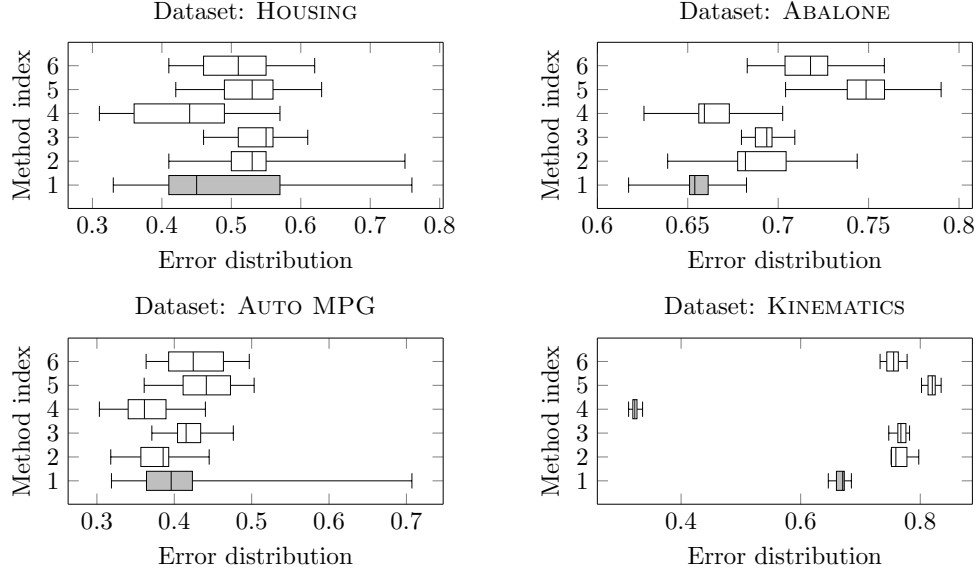 Dataset: HOUSING
Method index
6
5
4
3
2
1
0.3 0.4 0.5 0.6 0.7 0.8
Error distribution
Dataset: ABALONE
Method index
6
5
4
3
2
1
0.6 0.65 0.7 0.75 0.8
Error distribution
Dataset: AUTO MPG
Method index
6
5
4
3
2
1
0.3 0.4 0.5 0.6 0.7
Error distribution
Dataset: KINEMATICS
Method index
6
5
4
3
2
1
0.4 0.6 0.8
Error distribution